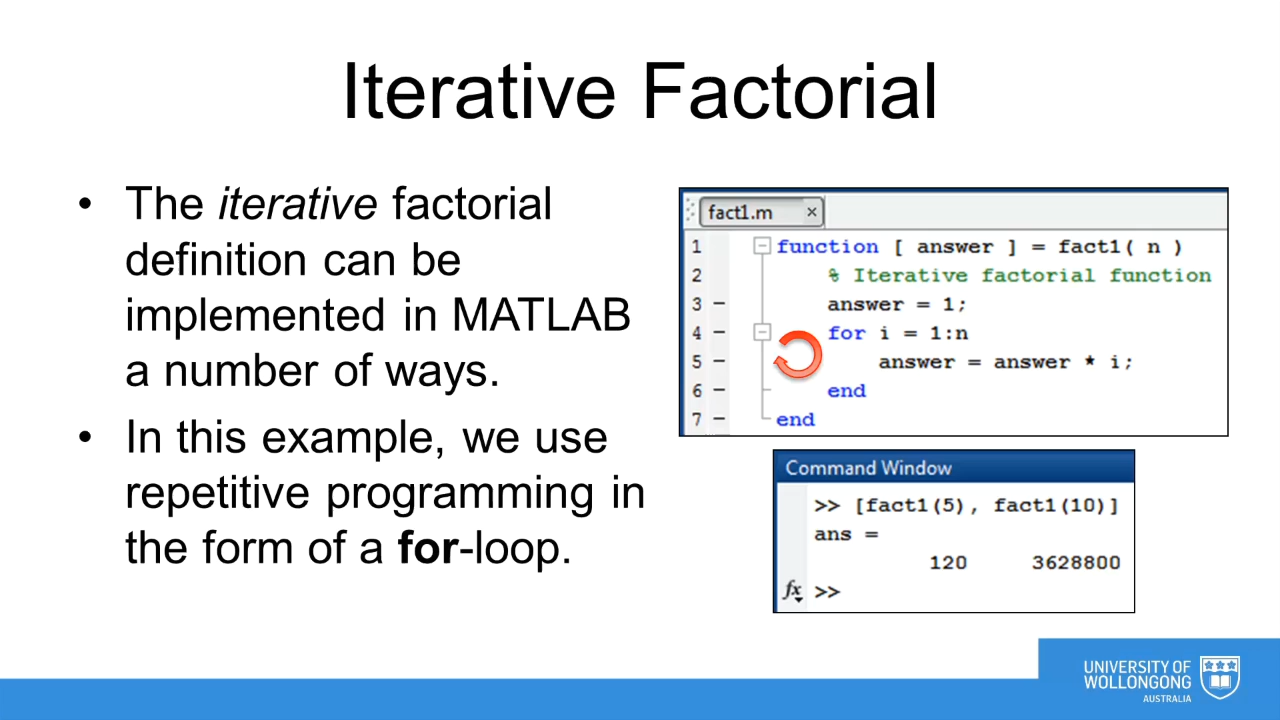 Iterative Factorial
• The iterative factorial
definition can be
implemented in MATLAB
a number of ways.
• In this example, we use
repetitive programming in
the form of a for-loop.
fact1.m ×
1 function [ answer ] = fact1( n )
2 % Iterative factorial function
3 – answer = 1;
4 – for i = 1:n
5 – answer = answer * i;
6 – end
7 – end
Command Window
>> [fact1(5), fact1(10)]
ans =
120 3628800
fx >>
UNIVERSITY OF
WOLLONGONG
AUSTRALIA